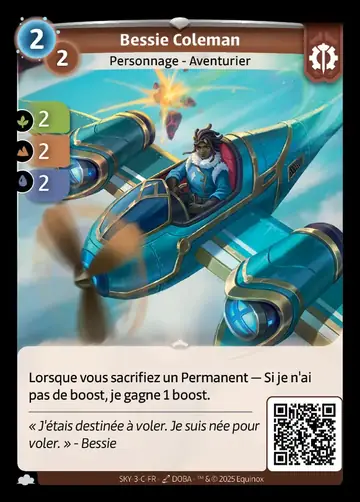 2
Bessie Coleman
2
Personnage - Aventurier
2
2
2
Lorsque vous sacrifiez un Permanent — Si je n'ai
pas de boost, je gagne 1 boost.
« J'étais destinée à voler. Je suis née pour
voler. » - Bessie
SKY-3-C-FR - DOBA - ™ & © 2025 Equinox